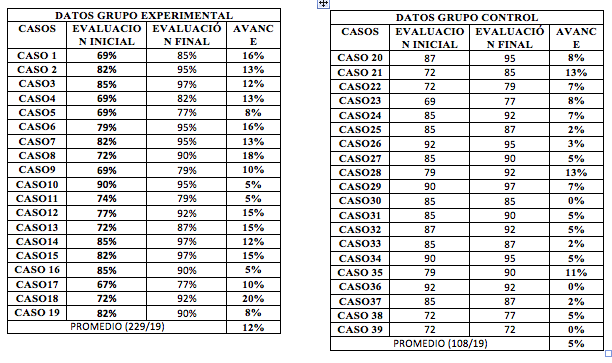 DATOS GRUPO EXPERIMENTAL
CASOS EVALUACIO N INICIAL EVALUACIÓ N FINAL AVANC E
CASO 1 69% 85% 16%
CASO 2 82% 95% 13%
CASO3 85% 97% 12%
CASO4 69% 82% 13%
CASO5 69% 77% 8%
CASO6 79% 95% 16%
CASO7 82% 95% 13%
CASO8 72% 90% 18%
CASO9 69% 79% 10%
CASO10 90% 95% 5%
CASO11 74% 79% 5%
CASO12 77% 92% 15%
CASO13 72% 87% 15%
CASO14 85% 97% 12%
CASO15 82% 97% 15%
CASO 16 85% 90% 5%
CASO17 67% 77% 10%
CASO18 72% 92% 20%
CASO 19 82% 90% 8%
PROMEDIO (229/19) 12%
DATOS GRUPO CONTROL
CASOS EVALUACIO N INICIAL EVALUACIÓ N FINAL AVANC E
CASO 20 87 95 8%
CASO 21 72 85 13%
CASO22 72 79 7%
CASO23 69 77 8%
CASO24 85 92 7%
CASO25 85 87 2%
CASO26 92 95 3%
CASO27 85 90 5%
CASO28 79 92 13%
CASO29 90 97 7%
CASO30 85 85 0%
CASO31 85 90 5%
CASO32 87 92 5%
CASO33 85 87 2%
CASO34 90 95 5%
CASO 35 79 90 11%
CASO36 92 92 0%
CASO37 85 87 2%
CASO 38 72 77 5%
CASO 39 72 72 0%
PROMEDIO (108/19) 5%